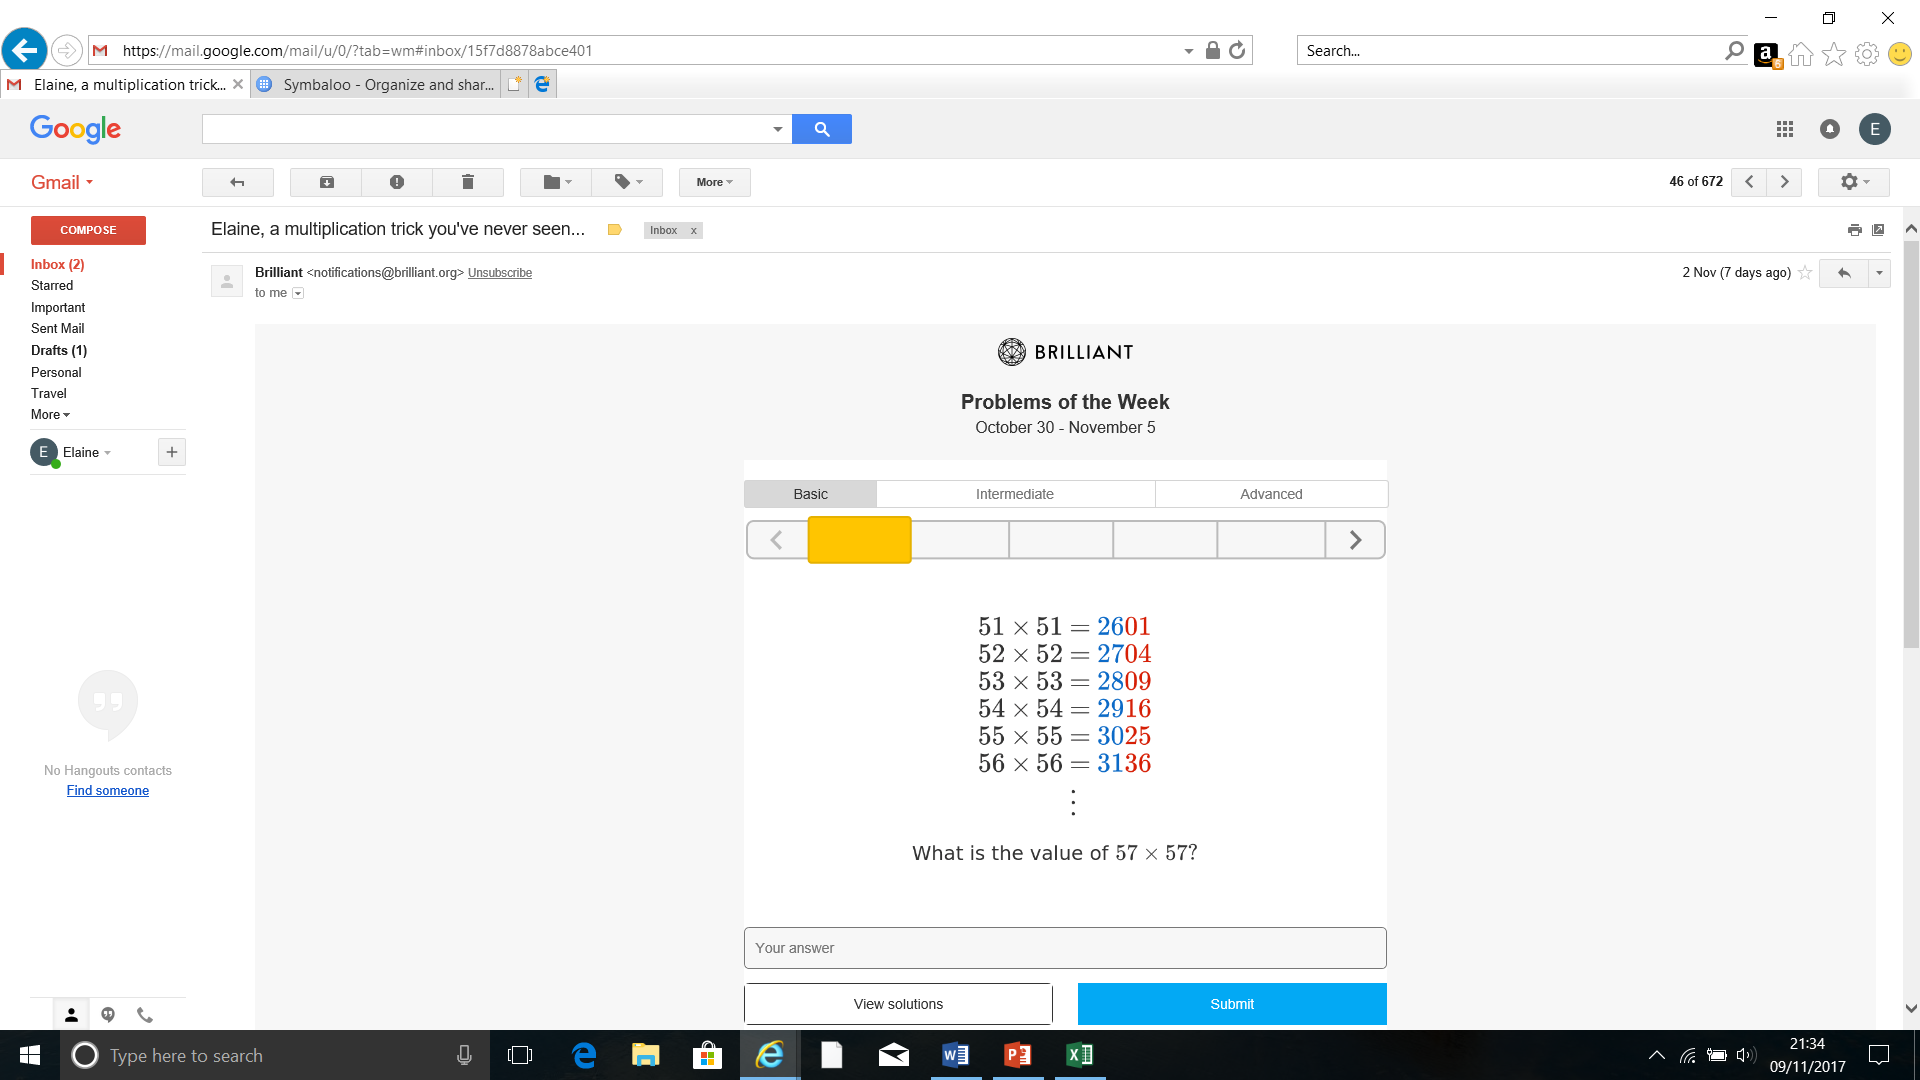 https://mail.google.com/mail/u/0/?tab=wm#inbox/15f7d8878abce401
Search...
a
6
Elaine, a multiplication trick...
Symbaloo - Organize and shar...
Google
E
Gmail
More
46 of 672
COMPOSE
Elaine, a multiplication trick you've never seen...
Inbox x
Inbox (2)
Starred
Important
Sent Mail
Drafts (1)
Personal
Travel
More
Brilliant <notifications@brilliant.org> Unsubscribe
to me
2 Nov (7 days ago)
E Elaine
BRILLIANT
Problems of the Week
October 30 - November 5
Basic
Intermediate
Advanced
51 × 51 = 2601
52 × 52 = 2704
53 × 53 = 2809
54 × 54 = 2916
55 × 55 = 3025
56 × 56 = 3136
⋮
What is the value of 57 × 57?
Your answer
View solutions
Submit
No Hangouts contacts
Find someone
Type here to search
21:34
09/11/2017